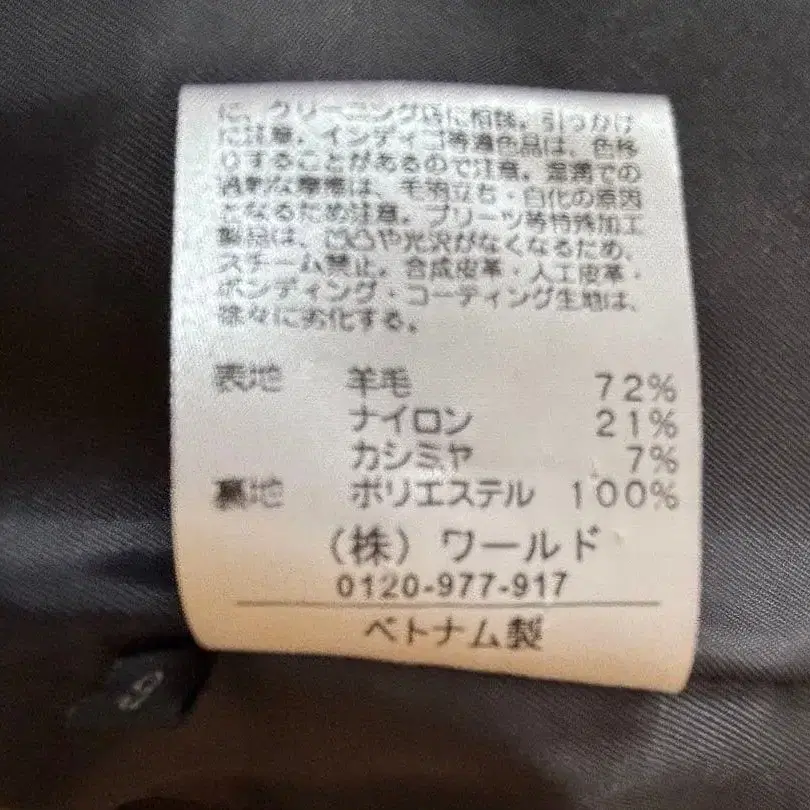 に、クリーニング店に相談。引っかけ
に注意。インディゴ等濃色品は、色移
りすることがあるので注意。湿潤での
過剰な摩擦は、毛羽立ち・白化の原因
となるため注意。プリーツ等特殊加工
製品は、凸凹や光沢がなくなるため、
スチーム禁止。合成皮革・人工皮革・
ボンディング・コーティング生地は、
徐々に劣化する。
表地 羊毛 72%
ナイロン 21%
カシミヤ 7%
裏地 ポリエステル 100%
(株) ワールド
0120-977-917
ベトナム製